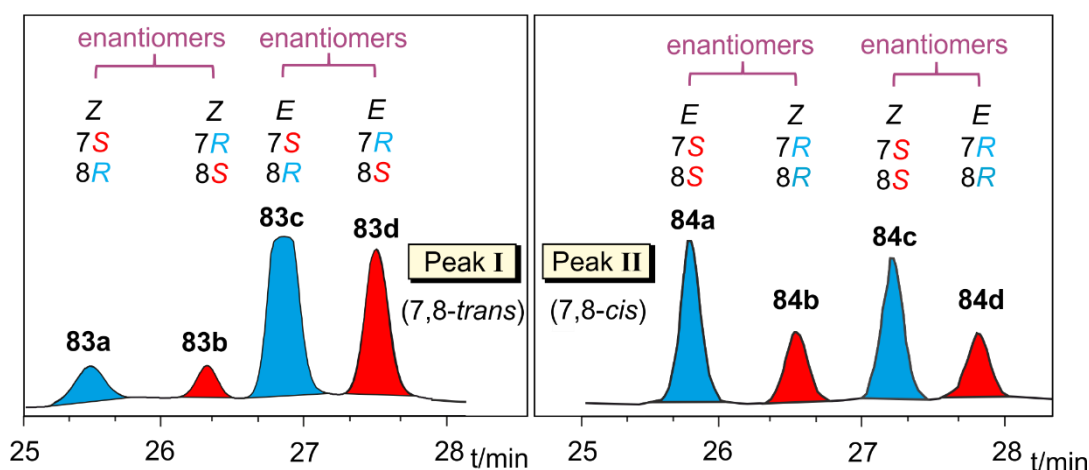 enantiomers enantiomers
Z Z E E
7S 7R 7S 7R
8R 8S 8R 8S
83a 83b 83c 83d
Peak I
(7,8-trans)
25 26 27 28 t/min
enantiomers enantiomers
E Z Z E
7S 7R 7S 7R
8S 8R 8S 8R
84a 84b 84c 84d
Peak II
(7,8-cis)
25 26 27 28 t/min